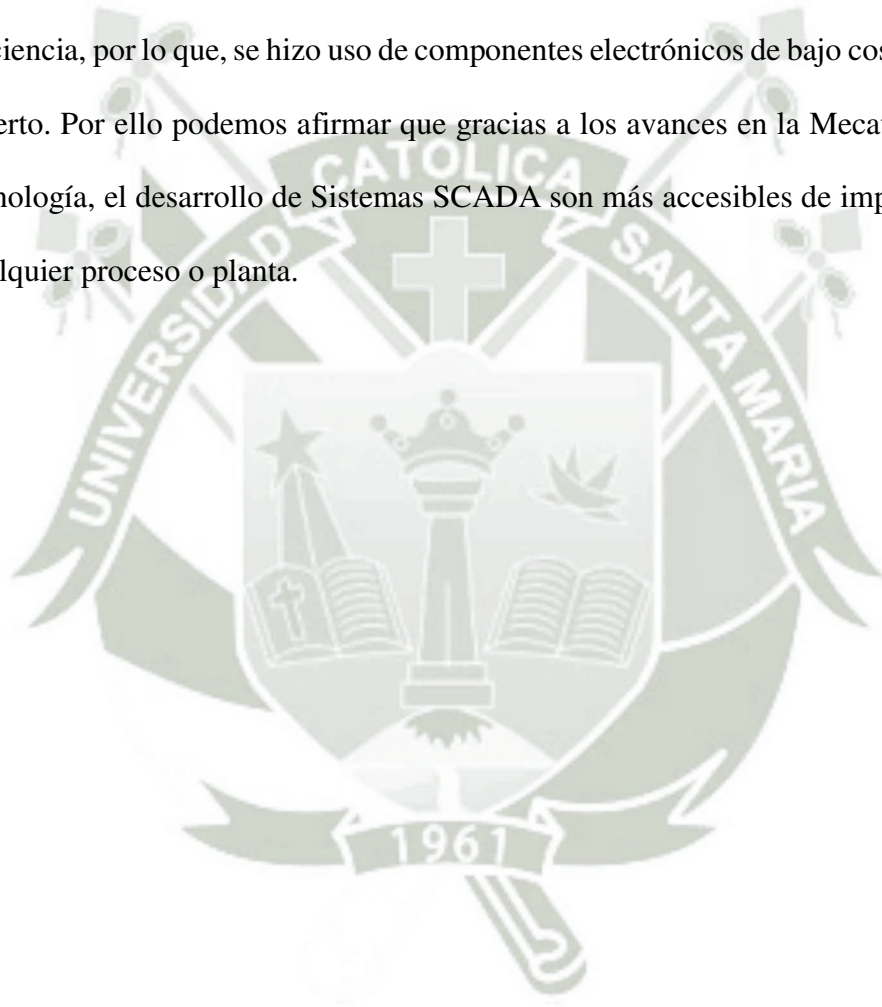 ciencia, por lo que, se hizo uso de componentes electrónicos de bajo cos
erto. Por ello podemos afirmar que gracias a los avances en la Mecat
nología, el desarrollo de Sistemas SCADA son más accesibles de imp
lquier proceso o planta.
UNIVERSIDAD CATOLICA SANTA MARIA
1961